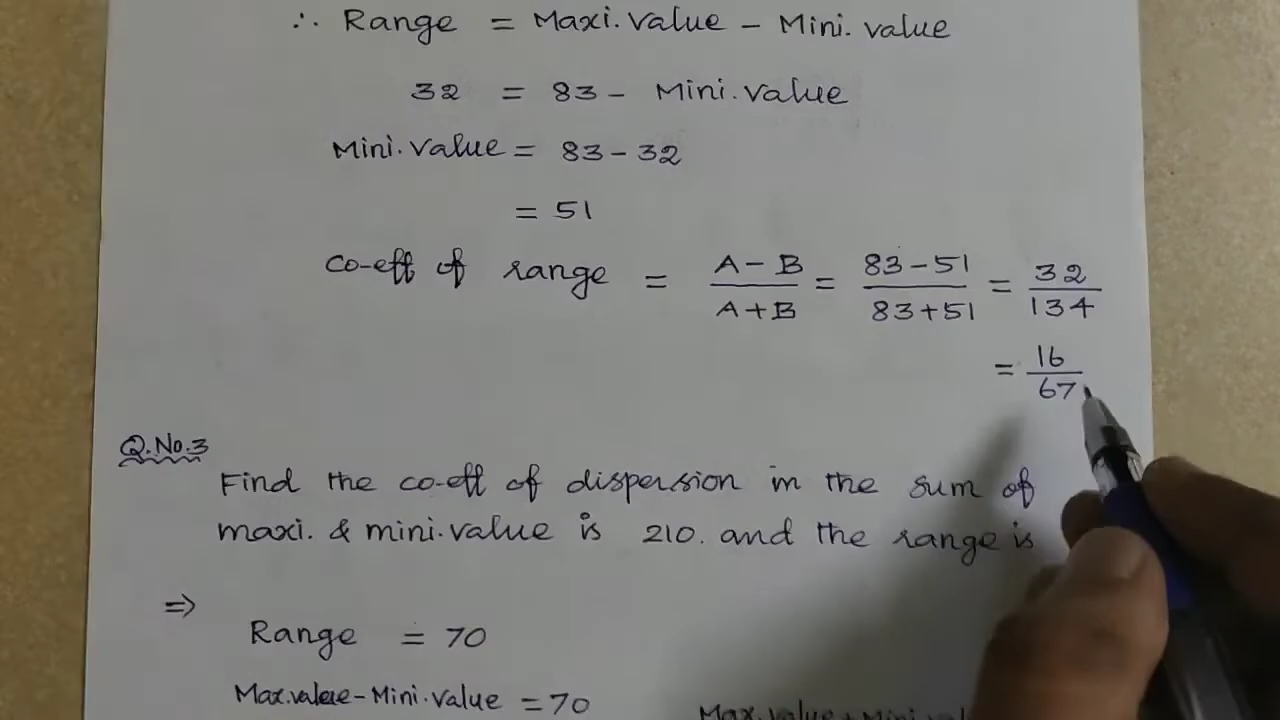 ∴ Range = Maxi. value - Mini. value
32 = 83 - Mini. value
Mini. value = 83 - 32
= 51
co-eff of range = A - B / A + B = 83 - 51 / 83 + 51 = 32 / 134
= 16 / 67
Q.No.3
Find the co-eff of dispersion in the sum of
maxi. & mini. value is 210. and the range is
⇒
Range = 70
Max. value - Mini. value = 70